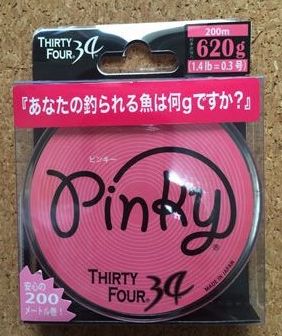 THIRTY
FOUR. 34
200m
620g
[1.4 lb=0.3号]
『あなたの釣られる魚は何gですか?』
ピンキー
Pinky®
THIRTY
FOUR. 34
MADE IN JAPAN
安心の
200
メートル巻!